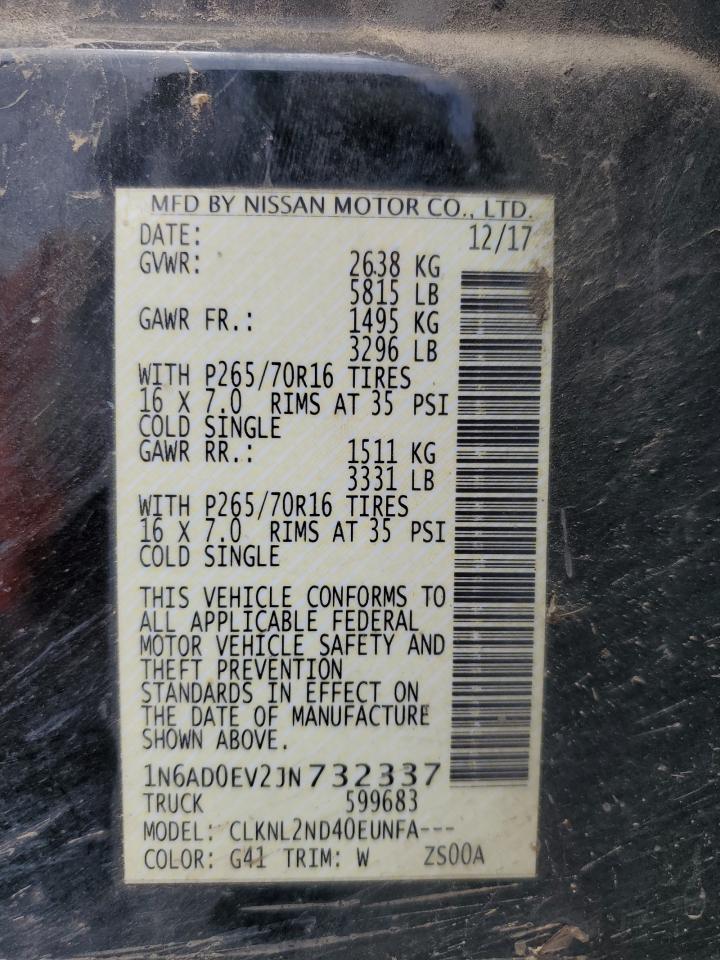 MFD BY NISSAN MOTOR CO., LTD.
DATE: 12/17
GVWR: 2638 KG
5815 LB
GAWR FR.: 1495 KG
3296 LB
WITH P265/70R16 TIRES
16 X 7.0 RIMS AT 35 PSI
COLD SINGLE
GAWR RR.: 1511 KG
3331 LB
WITH P265/70R16 TIRES
16 X 7.0 RIMS AT 35 PSI
COLD SINGLE
THIS VEHICLE CONFORMS TO
ALL APPLICABLE FEDERAL
MOTOR VEHICLE SAFETY AND
THEFT PREVENTION
STANDARDS IN EFFECT ON
THE DATE OF MANUFACTURE
SHOWN ABOVE.
1N6AD0EV2JN732337
TRUCK 599683
MODEL: CLKNL2ND40EUNFA---
COLOR: G41 TRIM: W ZS00A